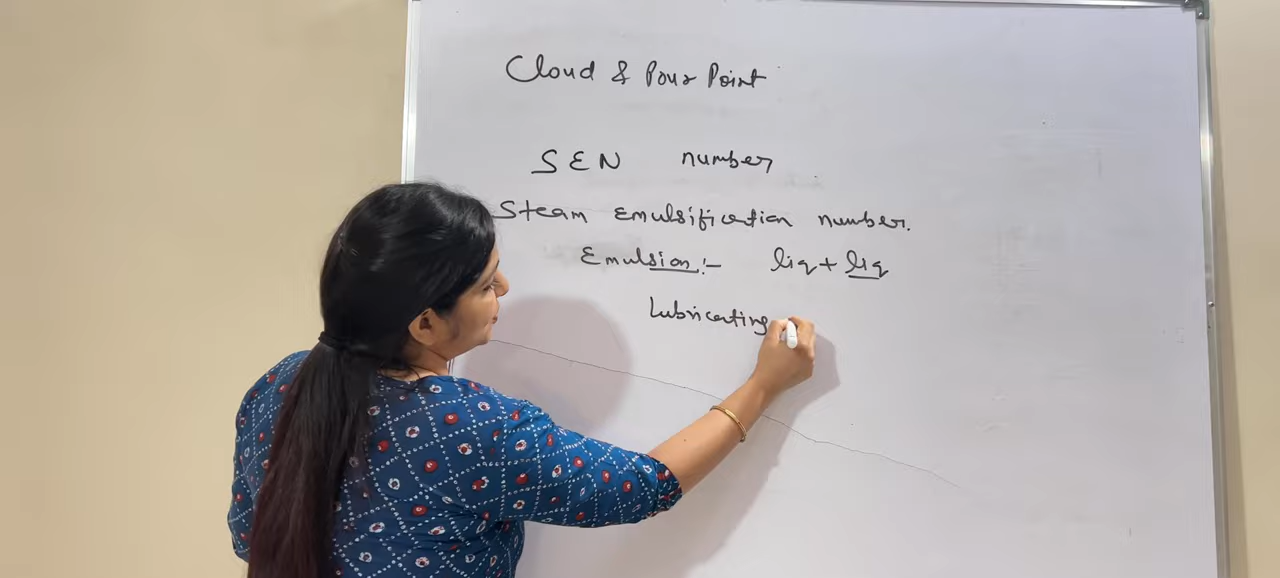 Cloud & Pour Point
SEN number
Steam emulsification number.
Emulsion:- liq + liq
Lubricating